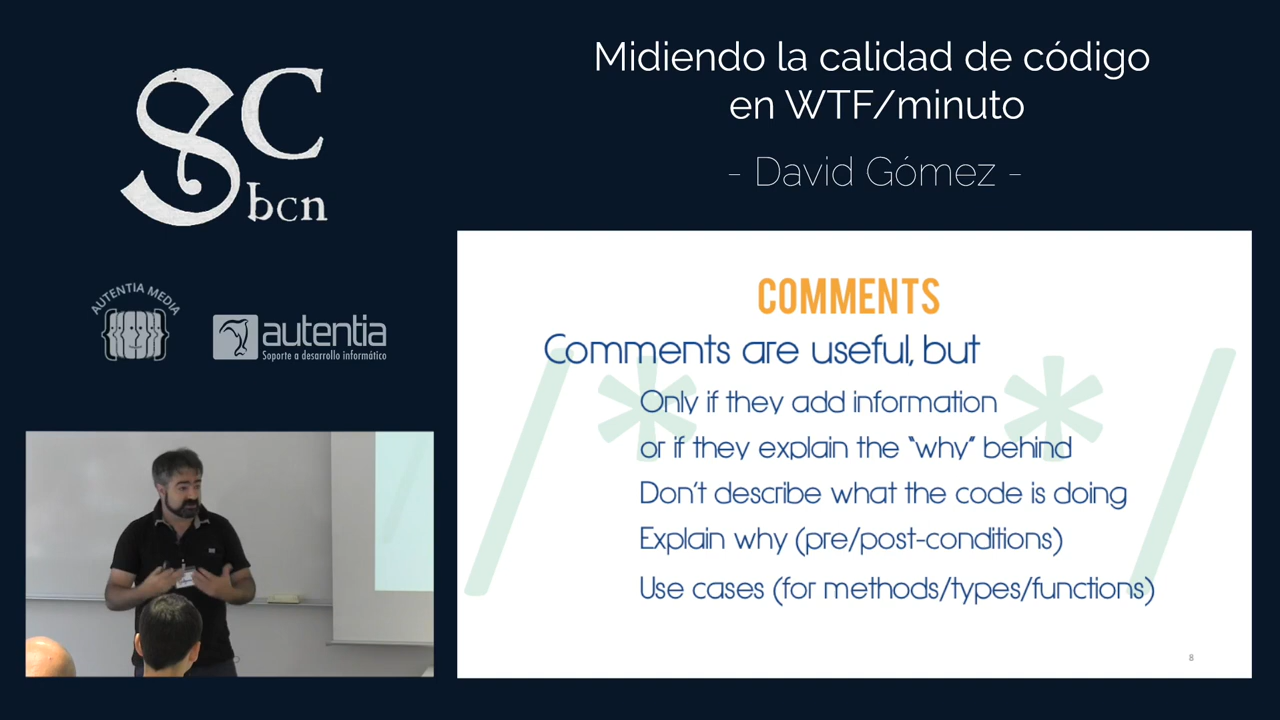 SC
bcn
Midiendo la calidad de código
en WTF/minuto
- David Gómez -
AUTENTIA MEDIA
autentia
Soporte a desarrollo informático
COMMENTS
/* */
Comments are useful, but
Only if they add information
or if they explain the “why” behind
Don’t describe what the code is doing
Explain why (pre/post-conditions)
Use cases (for methods/types/functions)
8